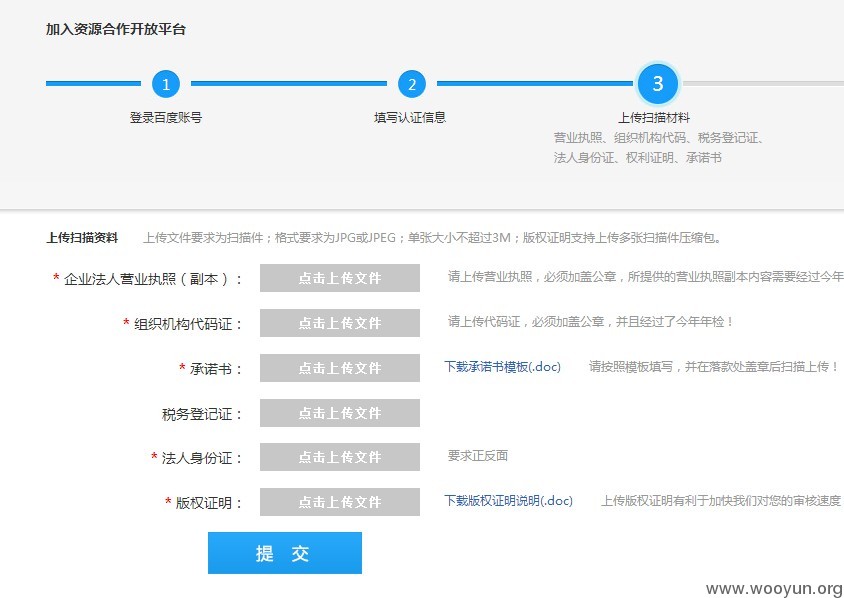 加入资源合作开放平台
1
2
3
登录百度账号
填写认证信息
上传扫描材料
营业执照、组织机构代码、税务登记证、
法人身份证、权利证明、承诺书
上传扫描资料 上传文件要求为扫描件；格式要求为JPG或JPEG；单张大小不超过3M；版权证明支持上传多张扫描件压缩包。
* 企业法人营业执照（副本）： 点击上传文件 请上传营业执照，必须加盖公章，所提供的营业执照副本内容需要经过今年
* 组织机构代码证： 点击上传文件 请上传代码证，必须加盖公章，并且经过了今年年检！
* 承诺书： 点击上传文件 下载承诺书模板(.doc) 请按照模板填写，并在落款处盖章后扫描上传！
税务登记证： 点击上传文件
* 法人身份证： 点击上传文件 要求正反面
* 版权证明： 点击上传文件 下载版权证明说明(.doc) 上传版权证明有利于加快我们对您的审核速度
提 交
www.wooyun.org